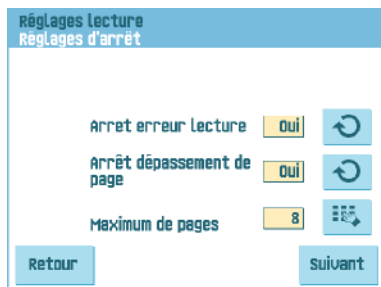 Réglages lecture
Réglages d'arrêt
Arret erreur lecture Oui
Arrêt dépassement de
page Oui
Maximum de pages 8
Retour Suivant